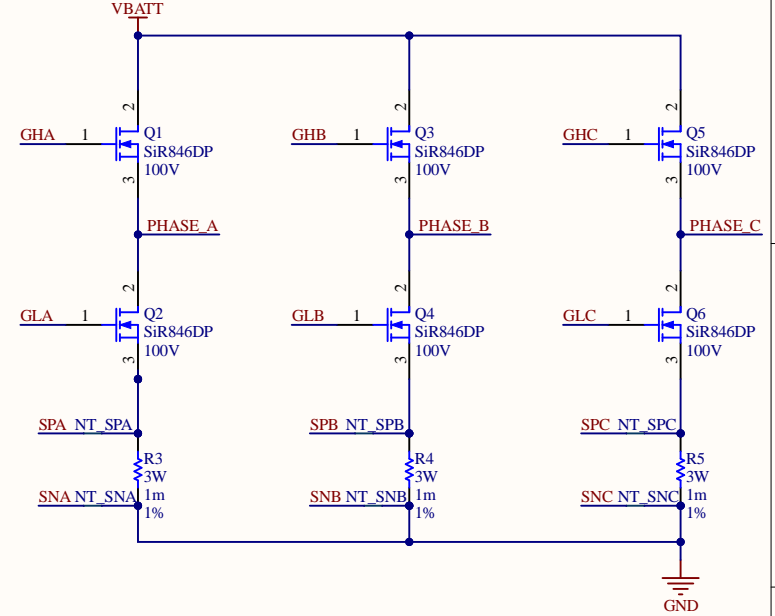 VBATT
2 2 2
GHA 1 Q1 GHB 1 Q3 GHC 1 Q5
SiR846DP SiR846DP SiR846DP
100V 100V 100V
3 3 3
PHASE_A PHASE_B PHASE_C
2 2 2
GLA 1 Q2 GLB 1 Q4 GLC 1 Q6
SiR846DP SiR846DP SiR846DP
100V 100V 100V
3 3 3
SPA NT_SPA SPB NT_SPB SPC NT_SPC
R3 R4 R5
3W 3W 3W
SNA NT_SNA 1m SNB NT_SNB 1m SNC NT_SNC 1m
1% 1% 1%
GND